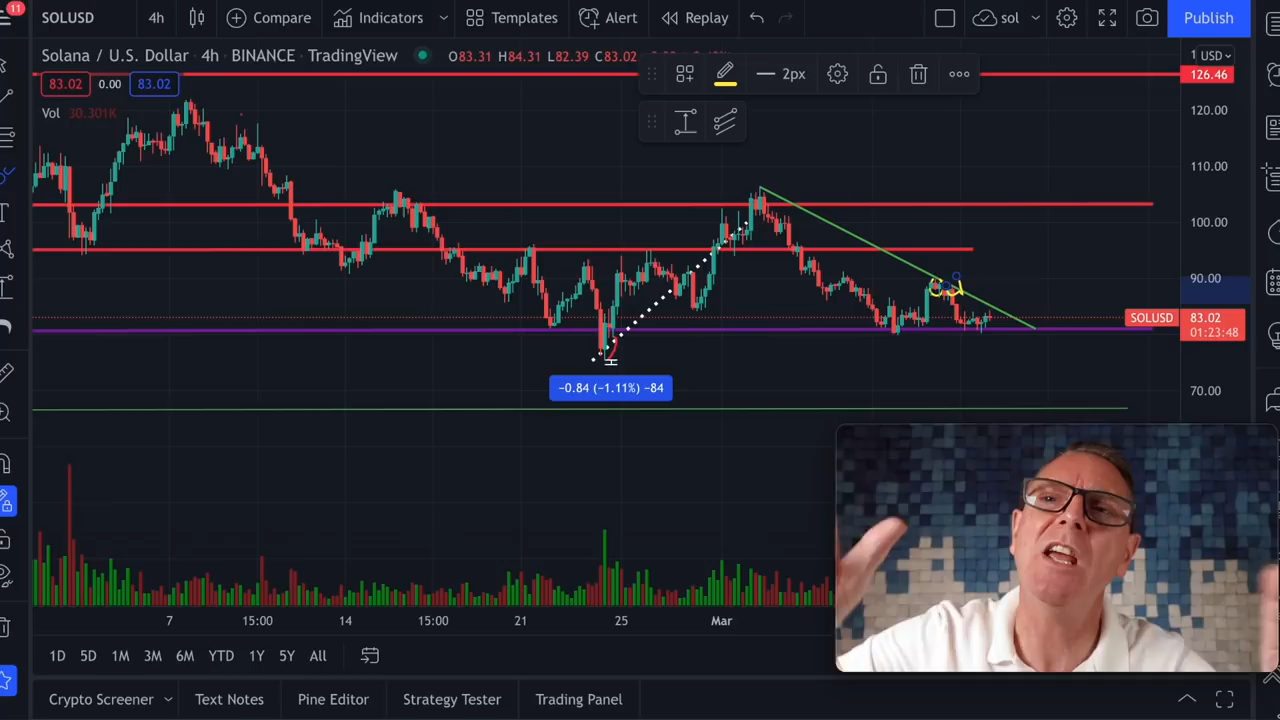 11
SOLUSD
4h
Compare
Indicators
Templates
Alert
Replay
sol
Publish
Solana / U.S. Dollar 4h BINANCE TradingView
O83.31 H84.31 L82.39 C83.02
USD
83.02
0.00
83.02
2px
Vol 30.301K
126.46
120.00
110.00
100.00
90.00
SOLUSD
83.02
01:23:48
70.00
−0.84 (−1.11%) −84
7
15:00
14
15:00
21
25
Mar
1D 5D 1M 3M 6M YTD 1Y 5Y All
Crypto Screener
Text Notes
Pine Editor
Strategy Tester
Trading Panel